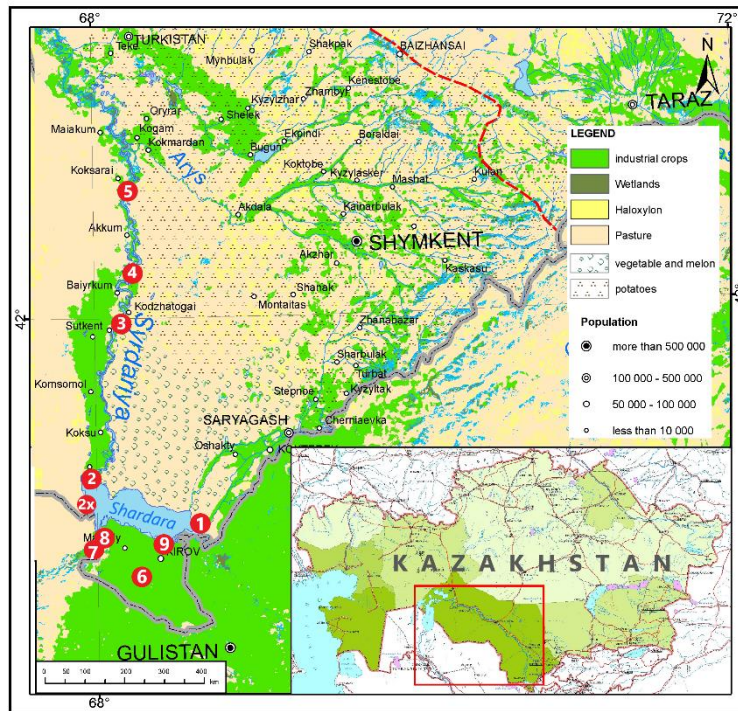 68°
72°
TURKISTAN
Teke
Shakpak
BAIZHANSAI
Mynbulak
N
Kenestobe
Zhambyl
Kyzylzhar
TARAZ
Shelek
Maiakum
Kogam
Kokmardan
Ekpindi
Boraldai
Bugun
Arys
Koktobe
Kyzylasker
Koksarai
Mashat
Kulan
5
Akdala
Kainarbulak
Akkum
SHYMKENT
Akzhar
Kaskasu
4
Baiyrkum
Shanak
Montaitas
Kodzhatogai
42°
3
Sutkent
Syrdariya
Zhanabazar
Sharbulak
Turbat
Komsomol
Stepnoe
Kyzyltak
SARYAGASH
Cherniaevka
Koksu
Oshakty
2
2x
Shardara
1
8
7
9
KIROV
6
GULISTAN
0 50 100 200 300 400
km
68°
LEGEND
industrial crops
Wetlands
Haloxylon
Pasture
vegetable and melon
potatoes
Population
more than 500 000
100 000 - 500 000
50 000 - 100 000
less than 10 000
KAZAKHSTAN